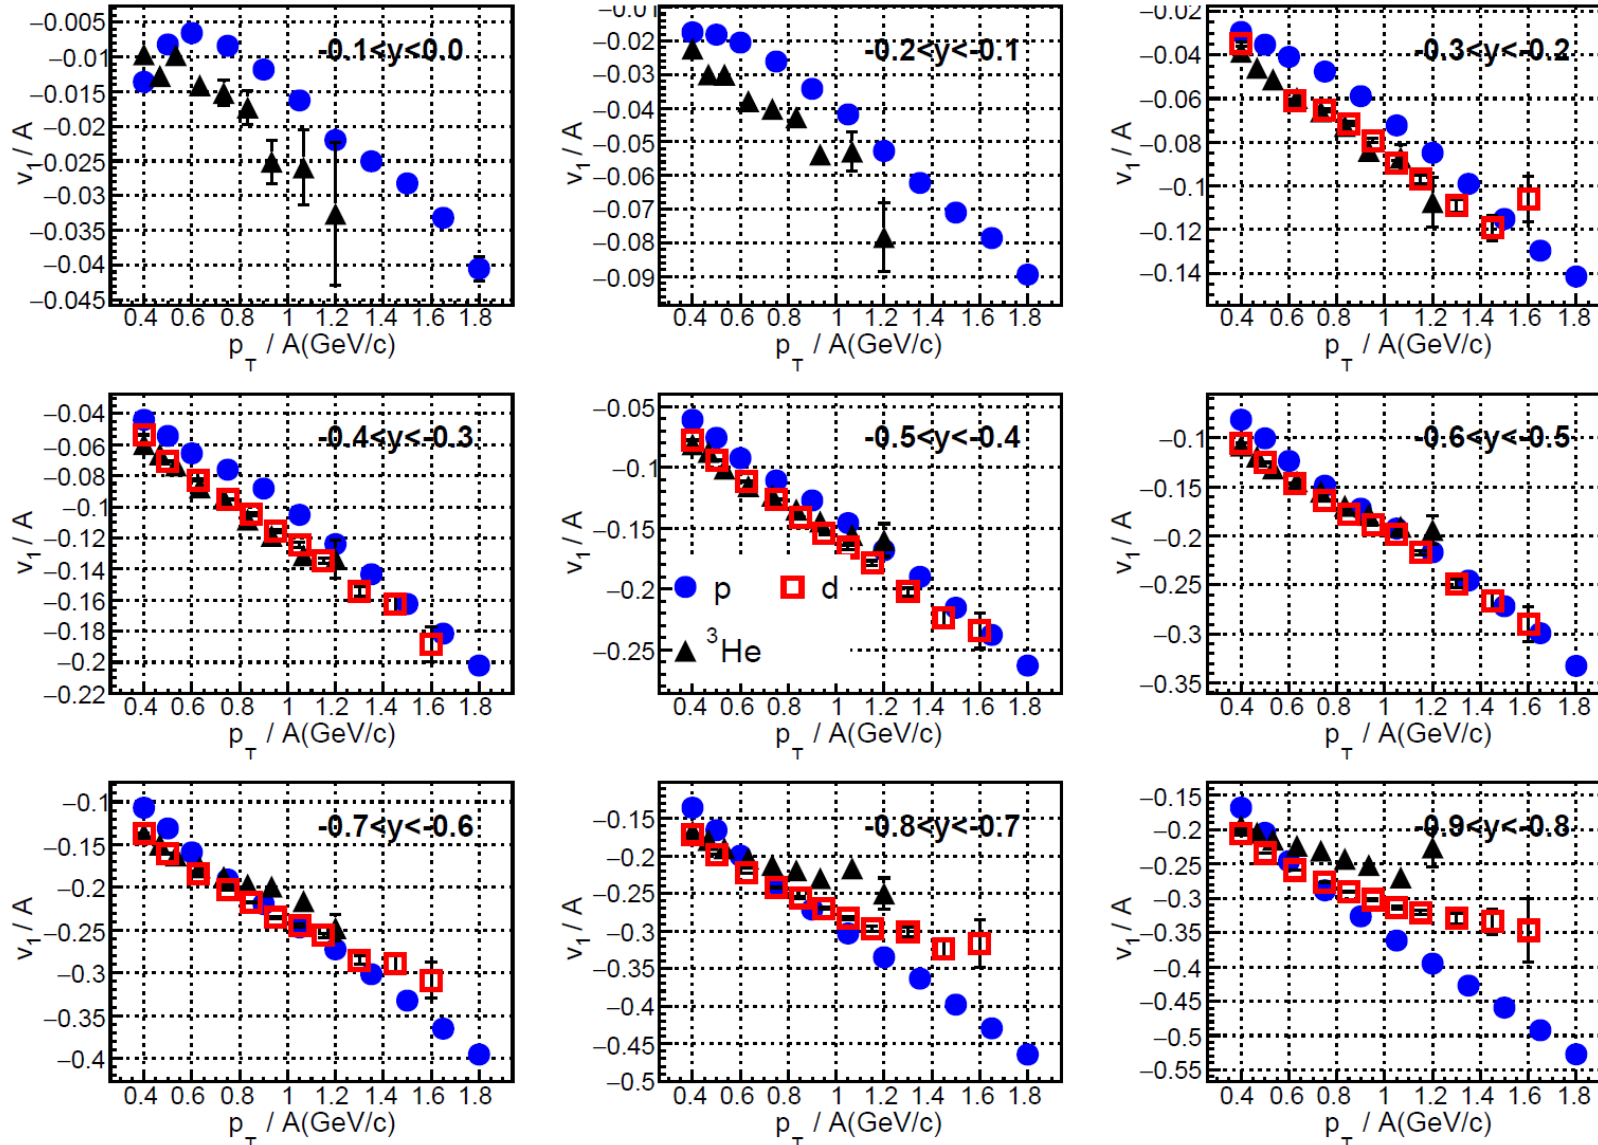 -0.1<y<0.0
v1 / A
−0.005
−0.01
−0.015
−0.02
−0.025
−0.03
−0.035
−0.04
−0.045
0.4 0.6 0.8 1 1.2 1.4 1.6 1.8
pT / A(GeV/c)
-0.2<y<-0.1
v1 / A
−0.01
−0.02
−0.03
−0.04
−0.05
−0.06
−0.07
−0.08
−0.09
0.4 0.6 0.8 1 1.2 1.4 1.6 1.8
pT / A(GeV/c)
-0.3<y<-0.2
v1 / A
−0.02
−0.04
−0.06
−0.08
−0.1
−0.12
−0.14
0.4 0.6 0.8 1 1.2 1.4 1.6 1.8
pT / A(GeV/c)
-0.4<y<-0.3
v1 / A
−0.04
−0.06
−0.08
−0.1
−0.12
−0.14
−0.16
−0.18
−0.2
−0.22
0.4 0.6 0.8 1 1.2 1.4 1.6 1.8
pT / A(GeV/c)
-0.5<y<-0.4
v1 / A
−0.05
−0.1
−0.15
−0.2
−0.25
p d
3He
0.4 0.6 0.8 1 1.2 1.4 1.6 1.8
pT / A(GeV/c)
-0.6<y<-0.5
v1 / A
−0.1
−0.15
−0.2
−0.25
−0.3
−0.35
0.4 0.6 0.8 1 1.2 1.4 1.6 1.8
pT / A(GeV/c)
-0.7<y<-0.6
v1 / A
−0.1
−0.15
−0.2
−0.25
−0.3
−0.35
−0.4
0.4 0.6 0.8 1 1.2 1.4 1.6 1.8
pT / A(GeV/c)
-0.8<y<-0.7
v1 / A
−0.15
−0.2
−0.25
−0.3
−0.35
−0.4
−0.45
−0.5
0.4 0.6 0.8 1 1.2 1.4 1.6 1.8
pT / A(GeV/c)
-0.9<y<-0.8
v1 / A
−0.15
−0.2
−0.25
−0.3
−0.35
−0.4
−0.45
−0.5
−0.55
0.4 0.6 0.8 1 1.2 1.4 1.6 1.8
pT / A(GeV/c)